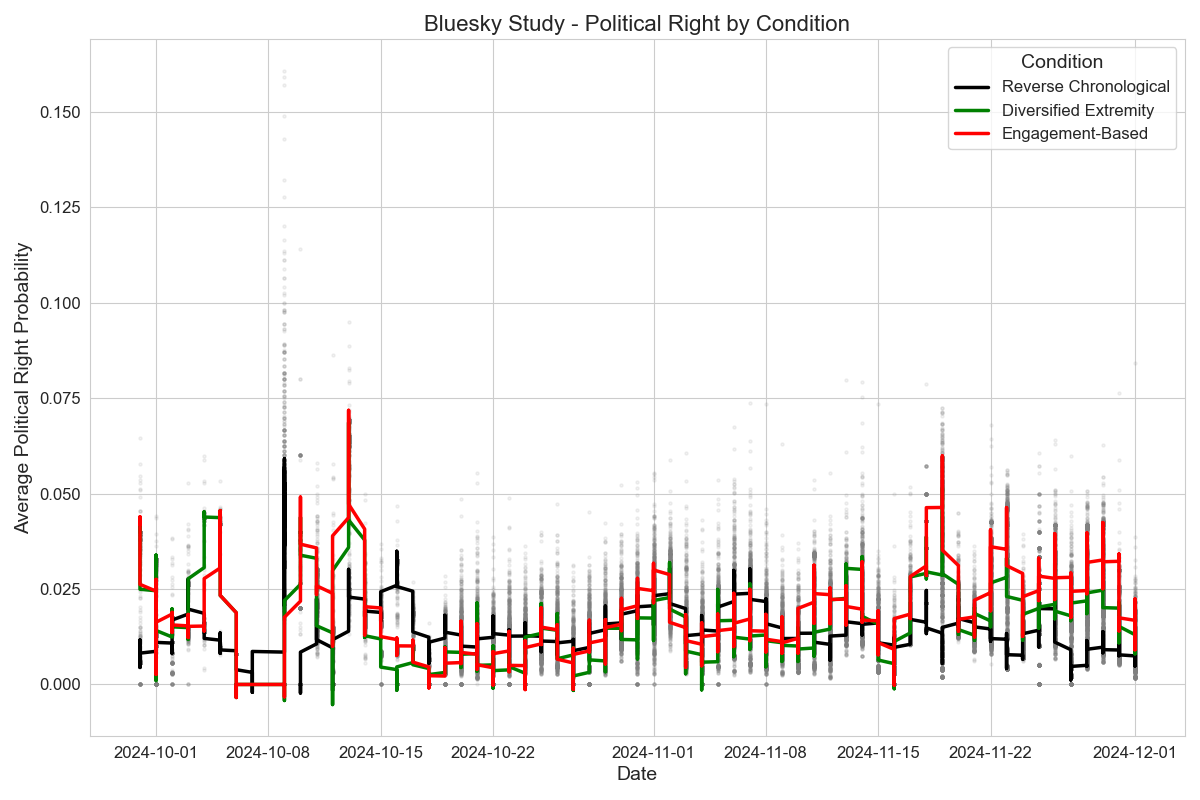 Bluesky Study - Political Right by Condition
Condition
Reverse Chronological
Diversified Extremity
Engagement-Based
Average Political Right Probability
0.150
0.125
0.100
0.075
0.050
0.025
0.000
2024-10-01 2024-10-08 2024-10-15 2024-10-22 2024-11-01 2024-11-08 2024-11-15 2024-11-22 2024-12-01
Date